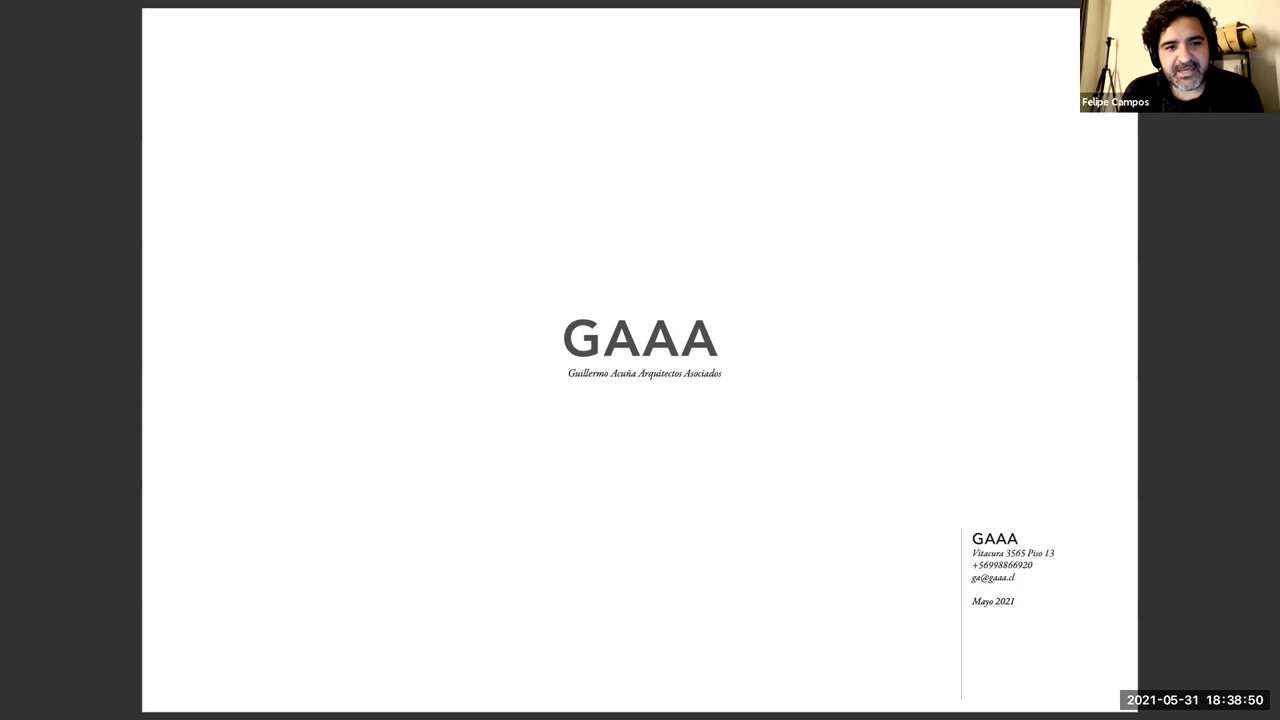 Felipe Campos
GAAA
Guillermo Acuña Arquitectos Asociados
GAAA
Vitacura 3565 Piso 13
+56998866920
ga@gaaa.cl
Mayo 2021
2021-05-31 18:38:50